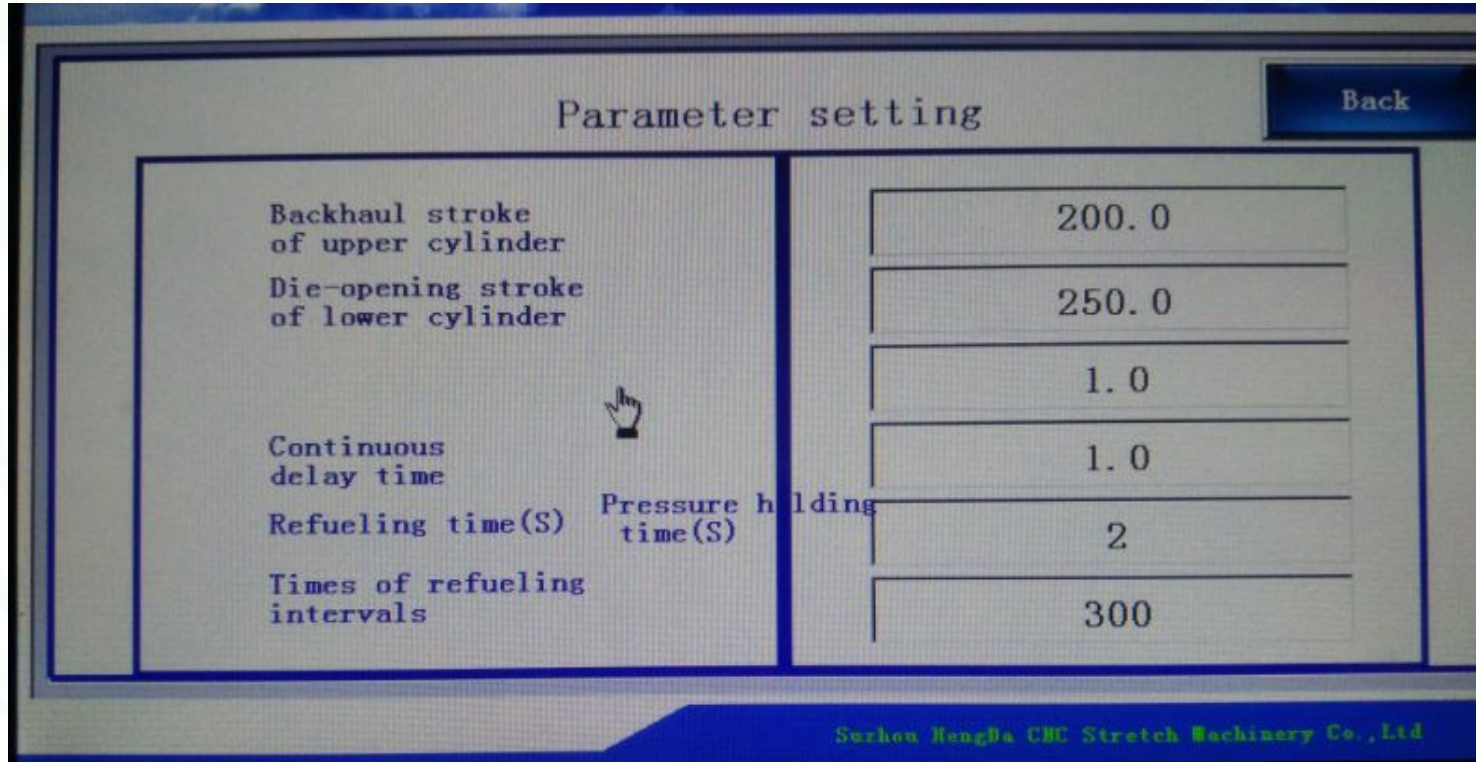 Parameter setting
Back
Backhaul stroke
of upper cylinder
200.0
Die-opening stroke
of lower cylinder
250.0
1.0
Continuous
delay time
1.0
Pressure h lding
time(S)
Refueling time(S)
2
Times of refueling
intervals
300
Suzhou HengDa CNC Stretch Machinery Co.,Ltd